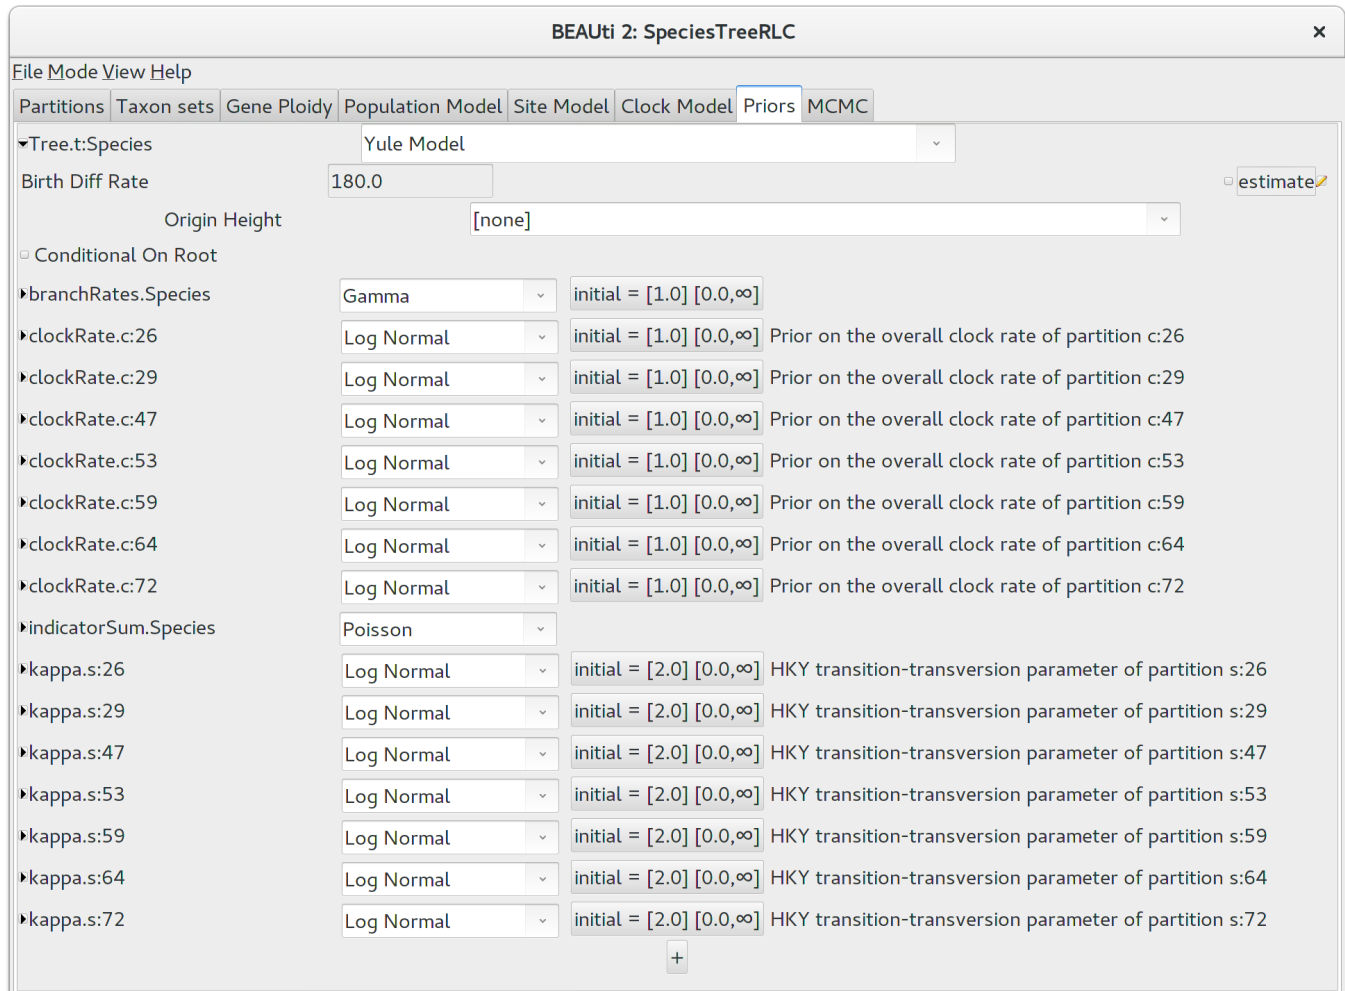 BEAUti 2: SpeciesTreeRLC ×
File Mode View Help
Partitions Taxon sets Gene Ploidy Population Model Site Model Clock Model Priors MCMC
Tree.t:Species Yule Model
Birth Diff Rate 180.0 estimate
Origin Height [none]
Conditional On Root
branchRates.Species Gamma initial = [1.0] [0.0,∞]
clockRate.c:26 Log Normal initial = [1.0] [0.0,∞] Prior on the overall clock rate of partition c:26
clockRate.c:29 Log Normal initial = [1.0] [0.0,∞] Prior on the overall clock rate of partition c:29
clockRate.c:47 Log Normal initial = [1.0] [0.0,∞] Prior on the overall clock rate of partition c:47
clockRate.c:53 Log Normal initial = [1.0] [0.0,∞] Prior on the overall clock rate of partition c:53
clockRate.c:59 Log Normal initial = [1.0] [0.0,∞] Prior on the overall clock rate of partition c:59
clockRate.c:64 Log Normal initial = [1.0] [0.0,∞] Prior on the overall clock rate of partition c:64
clockRate.c:72 Log Normal initial = [1.0] [0.0,∞] Prior on the overall clock rate of partition c:72
indicatorSum.Species Poisson
kappa.s:26 Log Normal initial = [2.0] [0.0,∞] HKY transition-transversion parameter of partition s:26
kappa.s:29 Log Normal initial = [2.0] [0.0,∞] HKY transition-transversion parameter of partition s:29
kappa.s:47 Log Normal initial = [2.0] [0.0,∞] HKY transition-transversion parameter of partition s:47
kappa.s:53 Log Normal initial = [2.0] [0.0,∞] HKY transition-transversion parameter of partition s:53
kappa.s:59 Log Normal initial = [2.0] [0.0,∞] HKY transition-transversion parameter of partition s:59
kappa.s:64 Log Normal initial = [2.0] [0.0,∞] HKY transition-transversion parameter of partition s:64
kappa.s:72 Log Normal initial = [2.0] [0.0,∞] HKY transition-transversion parameter of partition s:72
+